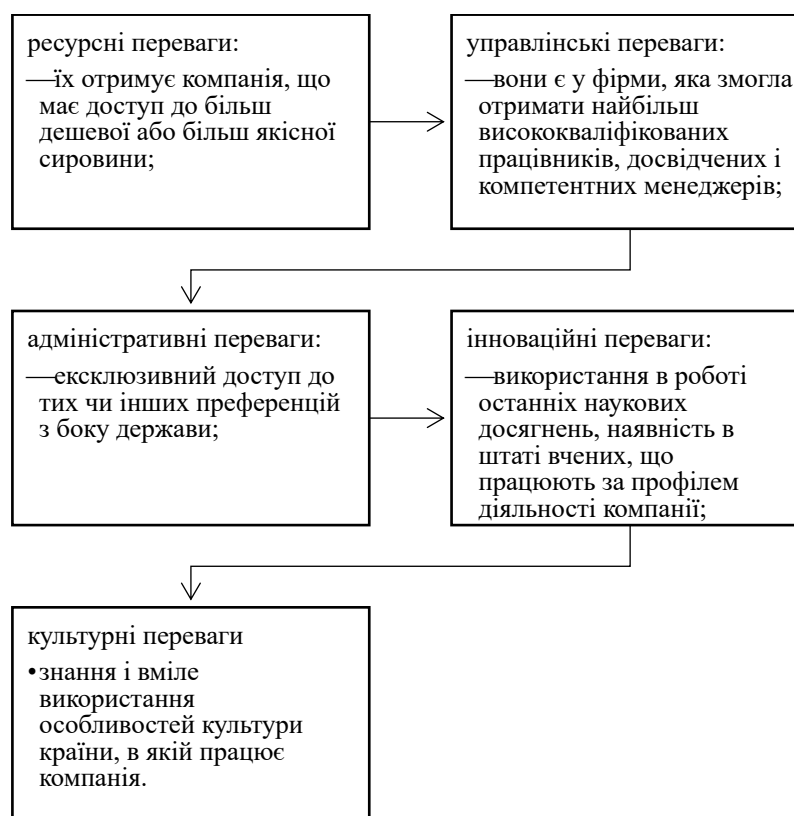 ресурсні переваги:
—їх отримує компанія, що
має доступ до більш
дешевої або більш якісної
сировини;
управлінські переваги:
—вони є у фірми, яка змогла
отримати найбільш
висококваліфікованих
працівників, досвідчених і
компетентних менеджерів;
адміністративні переваги:
—ексклюзивний доступ до
тих чи інших преференцій
з боку держави;
інноваційні переваги:
—використання в роботі
останніх наукових
досягнень, наявність в
штаті вчених, що
працюють за профілем
діяльності компанії;
культурні переваги
•знання і вміле
використання
особливостей культури
країни, в якій працює
компанія.